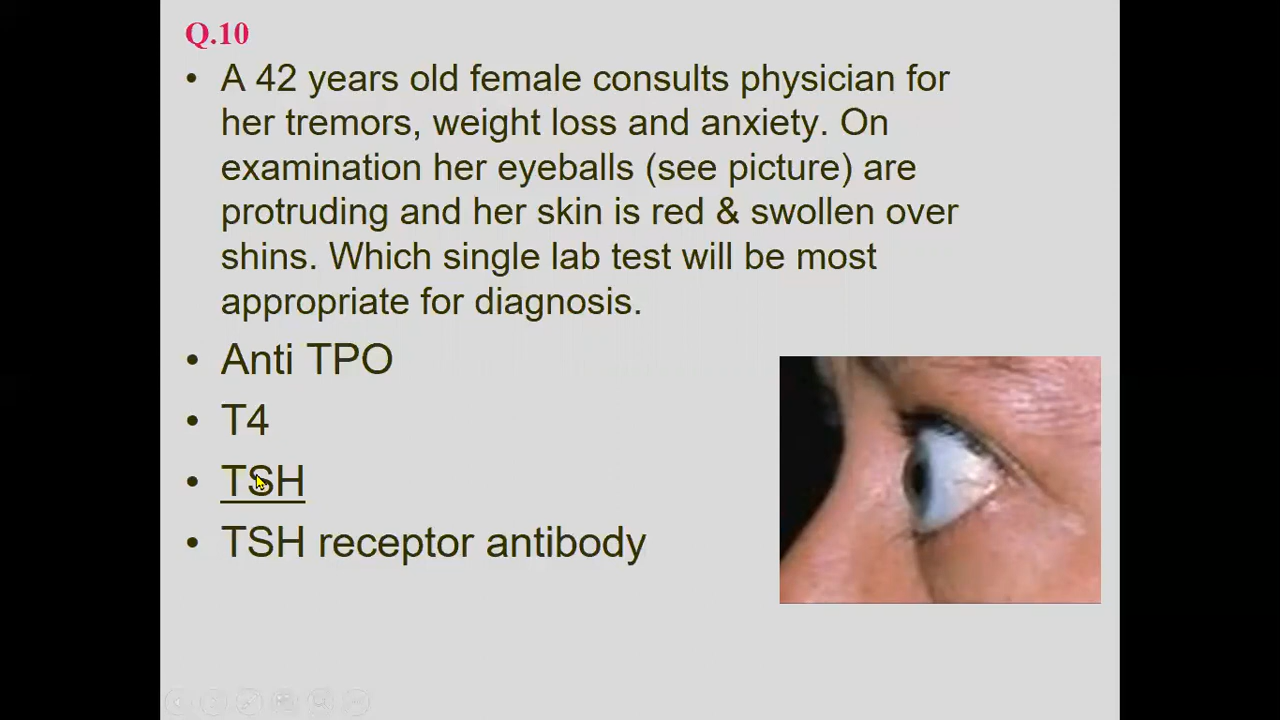 Q.10
• A 42 years old female consults physician for
her tremors, weight loss and anxiety. On
examination her eyeballs (see picture) are
protruding and her skin is red & swollen over
shins. Which single lab test will be most
appropriate for diagnosis.
• Anti TPO
• T4
• TSH
• TSH receptor antibody